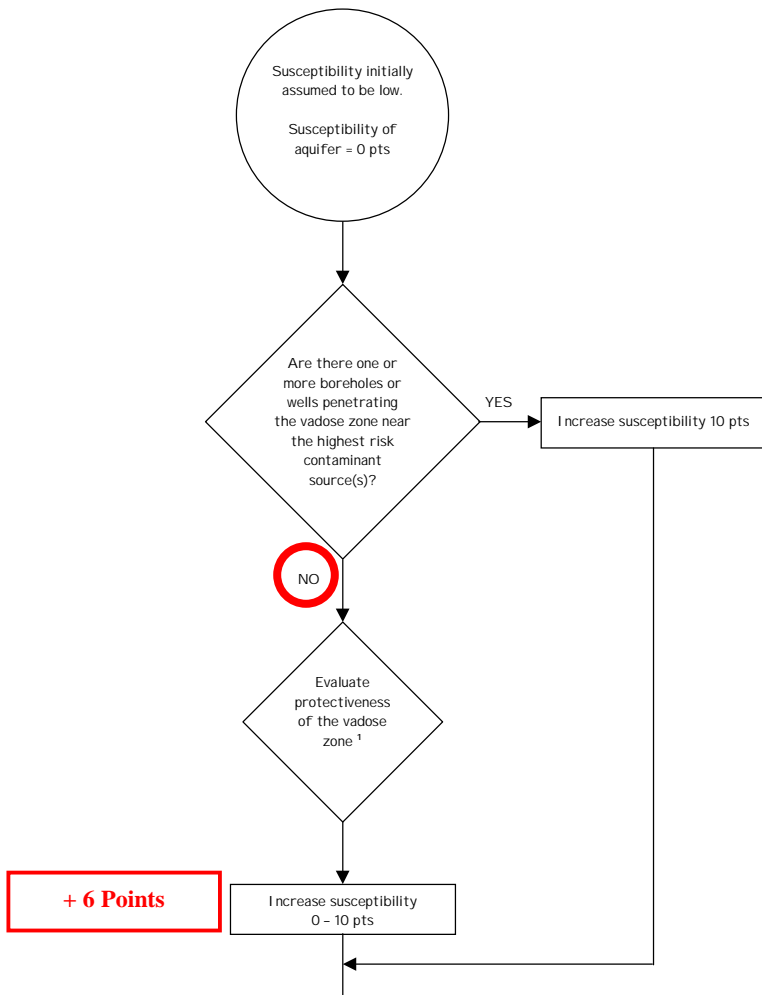 Susceptibility initially
assumed to be low.
Susceptibility of
aquifer = 0 pts
Are there one or
more boreholes or
wells penetrating
the vadose zone near
the highest risk
contaminant
source(s)?
YES
Increase susceptibility 10 pts
NO
Evaluate
protectiveness
of the vadose
zone ¹
+ 6 Points
Increase susceptibility
0 – 10 pts